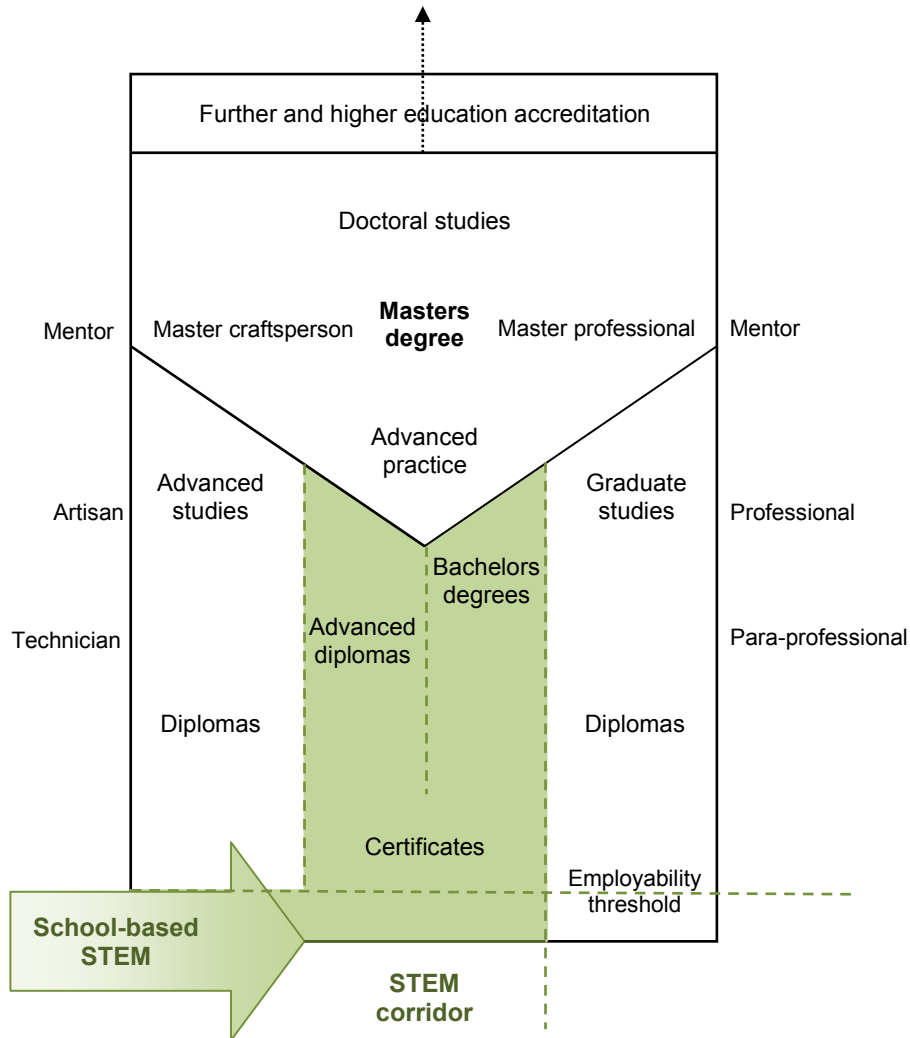 Further and higher education accreditation
Doctoral studies
Mentor
Master craftsperson
Masters
degree
Master professional
Mentor
Advanced
practice
Artisan
Advanced
studies
Graduate
studies
Professional
Bachelors
degrees
Technician
Advanced
diplomas
Para-professional
Diplomas
Diplomas
Certificates
Employability
threshold
School-based
STEM
STEM
corridor